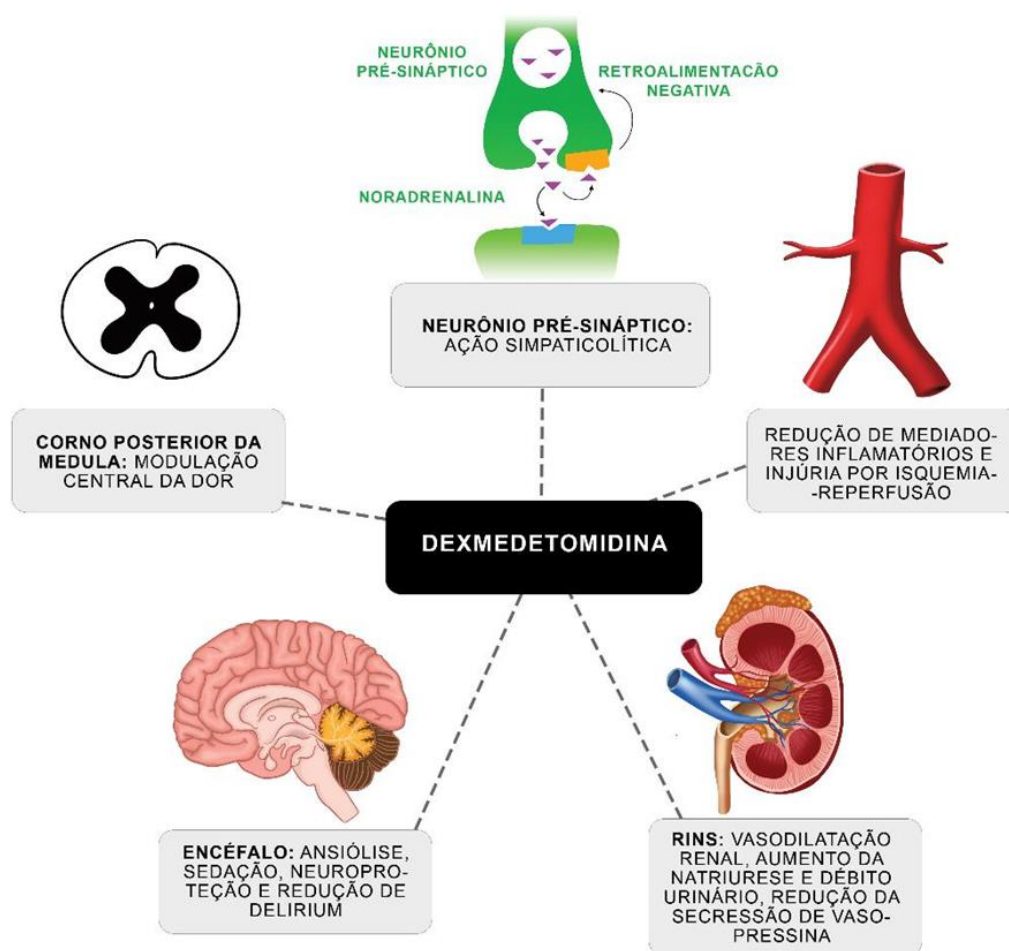 NEURÔNIO
PRÉ-SINÁPTICO
RETROALIMENTACÃO
NEGATIVA
NORADRENALINA
NEURÔNIO PRÉ-SINÁPTICO:
AÇÃO SIMPATICOLÍTICA
CORNO POSTERIOR DA
MEDULA: MODULAÇÃO
CENTRAL DA DOR
REDUÇÃO DE MEDIADO-
RES INFLAMATÓRIOS E
INJÚRIA POR ISQUEMIA-
-REPERFUSÃO
DEXMEDETOMIDINA
ENCÉFALO: ANSIÓLISE,
SEDAÇÃO, NEUROPRO-
TEÇÃO E REDUÇÃO DE
DELIRIUM
RINS: VASODILATAÇÃO
RENAL, AUMENTO DA
NATRIURESE E DÉBITO
URINÁRIO, REDUÇÃO DA
SECRESSÃO DE VASO-
PRESSINA